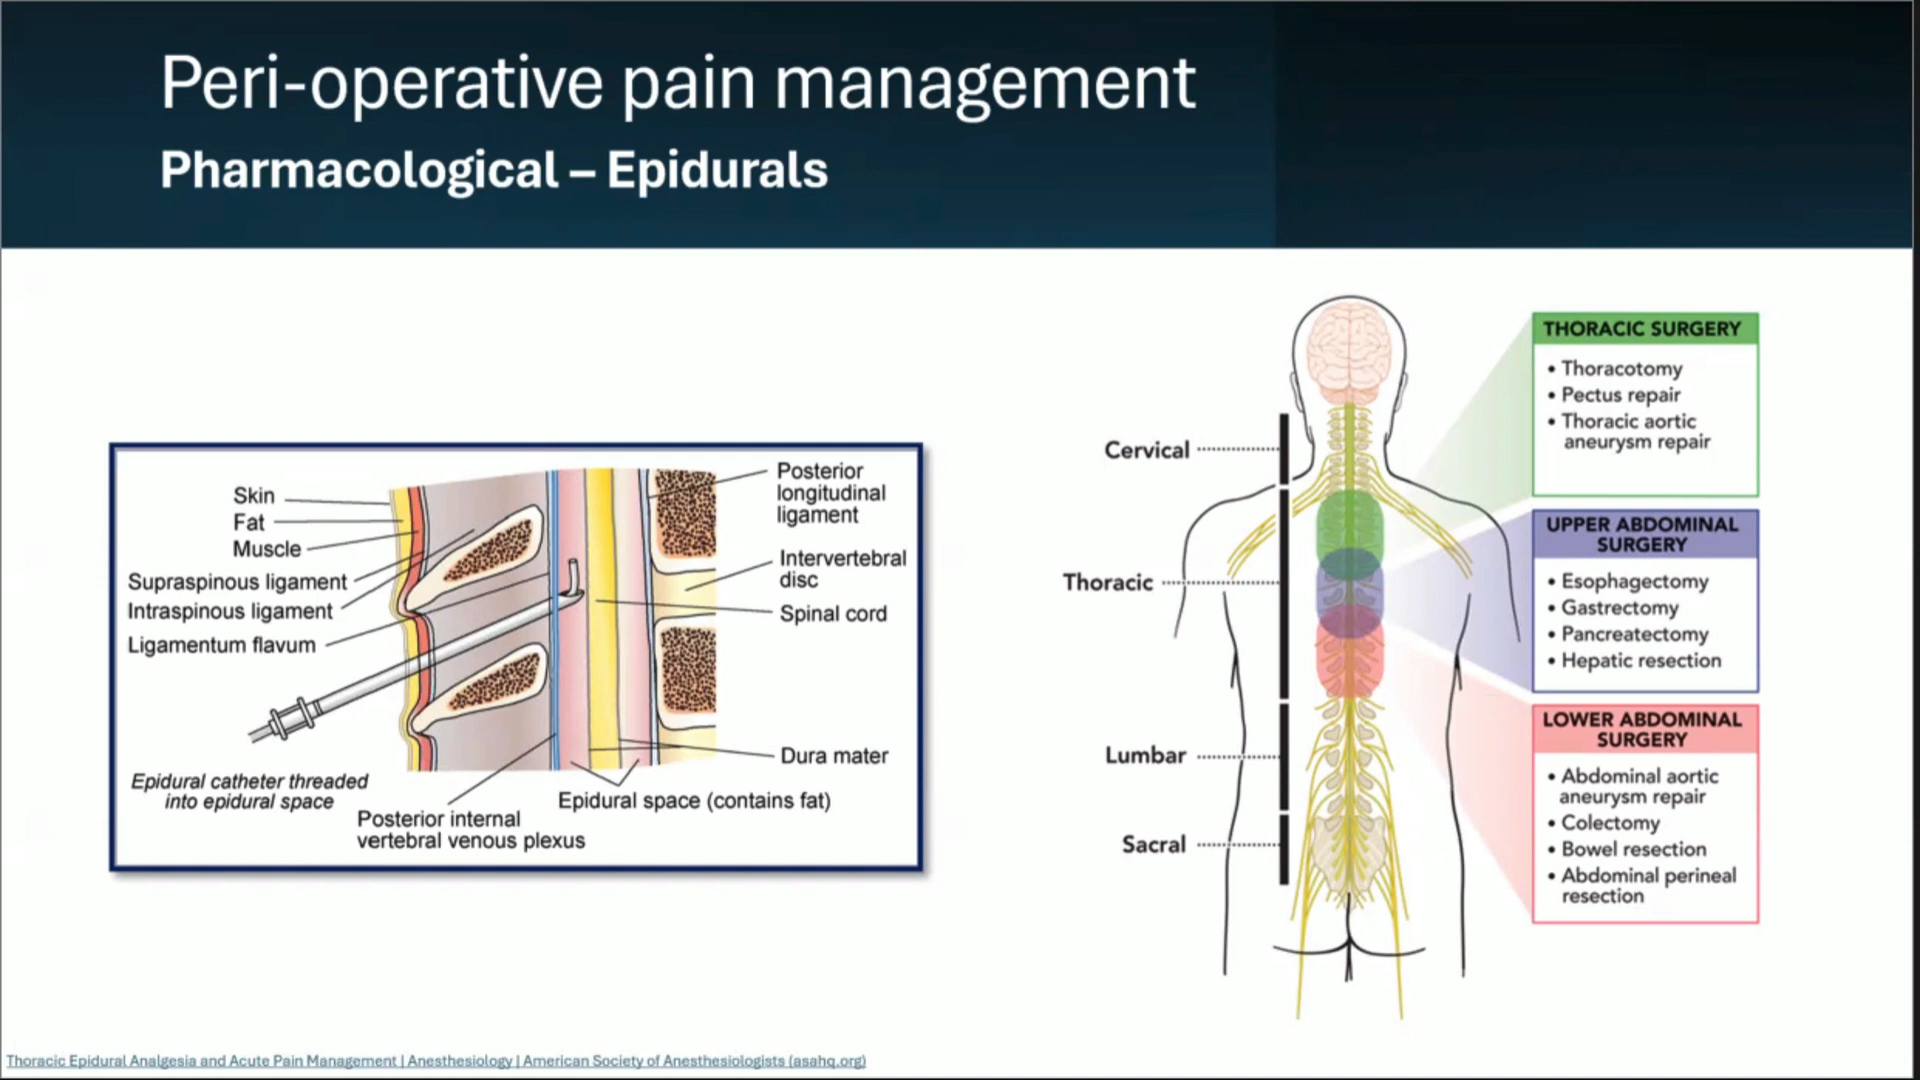 Peri-operative pain management
Pharmacological – Epidurals
Skin
Fat
Muscle
Supraspinous ligament
Intraspinous ligament
Ligamentum flavum
Epidural catheter threaded
into epidural space
Posterior internal
vertebral venous plexus
Epidural space (contains fat)
Posterior
longitudinal
ligament
Intervertebral
disc
Spinal cord
Dura mater
Cervical
Thoracic
Lumbar
Sacral
THORACIC SURGERY
• Thoracotomy
• Pectus repair
• Thoracic aortic
aneurysm repair
UPPER ABDOMINAL
SURGERY
• Esophagectomy
• Gastrectomy
• Pancreatectomy
• Hepatic resection
LOWER ABDOMINAL
SURGERY
• Abdominal aortic
aneurysm repair
• Colectomy
• Bowel resection
• Abdominal perineal
resection
Thoracic Epidural Analgesia and Acute Pain Management | Anesthesiology | American Society of Anesthesiologists (asahq.org)